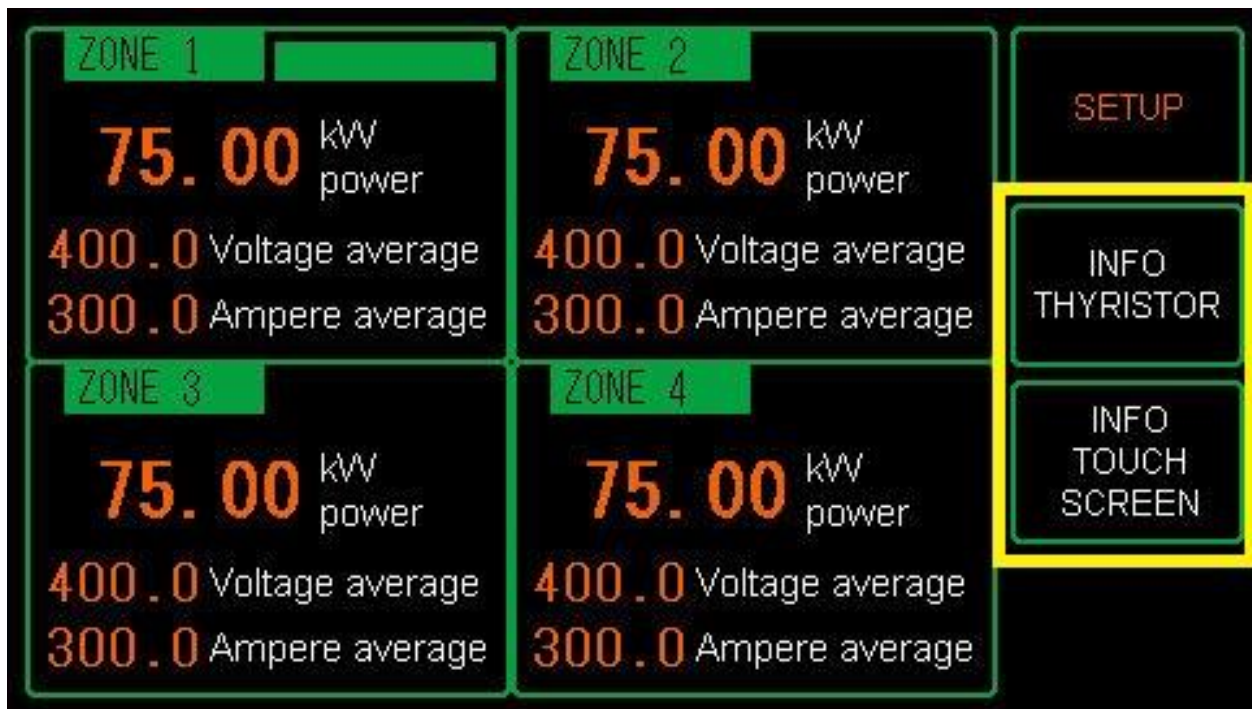 ZONE 1
75.00 kW
power
400.0 Voltage average
300.0 Ampere average
ZONE 2
75.00 kW
power
400.0 Voltage average
300.0 Ampere average
SETUP
INFO
THYRISTOR
INFO
TOUCH
SCREEN
ZONE 3
75.00 kW
power
400.0 Voltage average
300.0 Ampere average
ZONE 4
75.00 kW
power
400.0 Voltage average
300.0 Ampere average